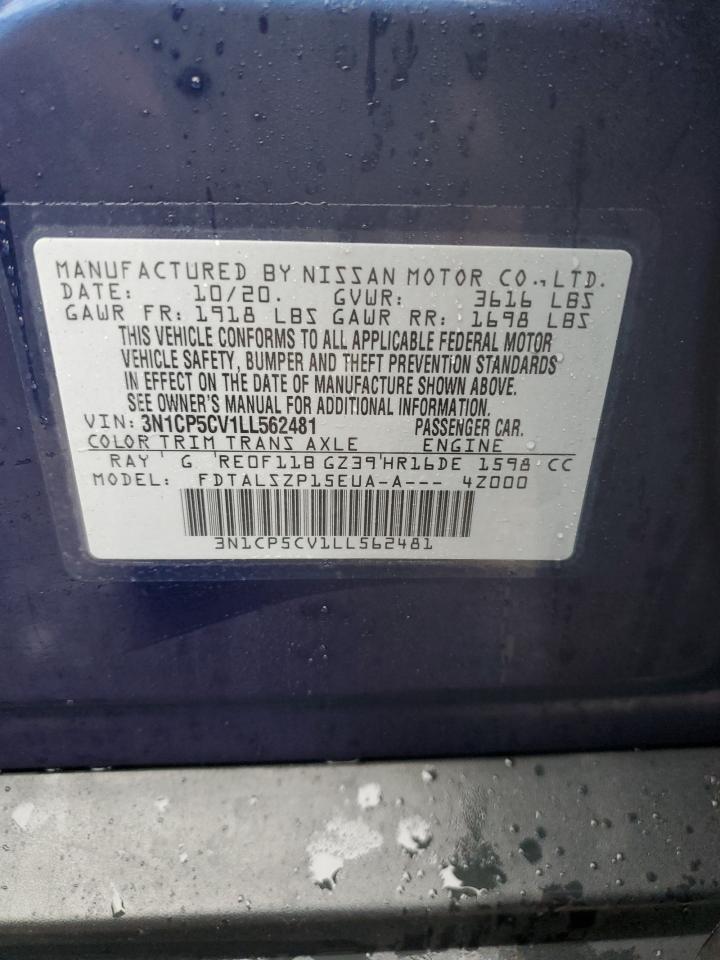 MANUFACTURED BY NISSAN MOTOR CO.,LTD.
DATE: 10/20. GVWR: 3616 LBS
GAWR FR: 1918 LBS GAWR RR: 1698 LBS
THIS VEHICLE CONFORMS TO ALL APPLICABLE FEDERAL MOTOR
VEHICLE SAFETY, BUMPER AND THEFT PREVENTION STANDARDS
IN EFFECT ON THE DATE OF MANUFACTURE SHOWN ABOVE.
SEE OWNER'S MANUAL FOR ADDITIONAL INFORMATION.
VIN: 3N1CP5CV1LL562481 PASSENGER CAR.
COLOR TRIM TRANS AXLE ENGINE
RAY G RE0F11B GZ39 HR16DE 1598 CC
MODEL: FDTALSZP15EUA-A--- 4Z000
3N1CP5CV1LL562481